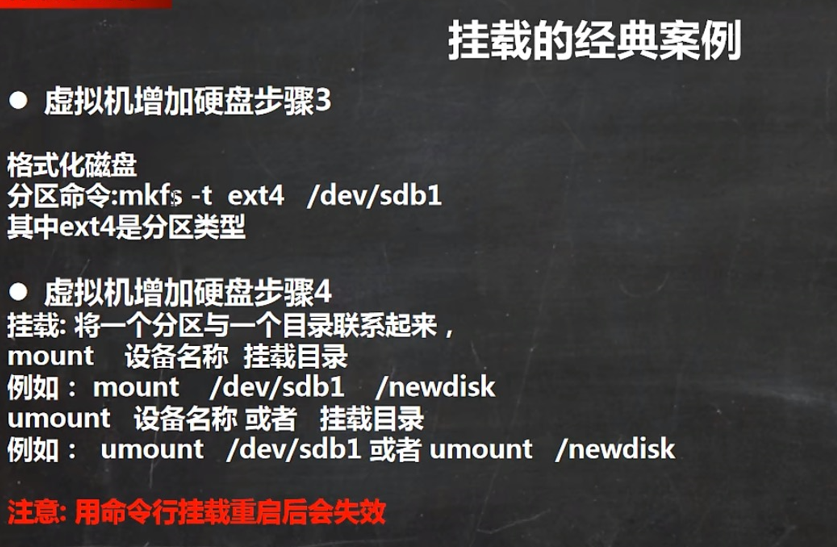 挂载的经典案例
● 虚拟机增加硬盘步骤3
格式化磁盘
分区命令:mkfs -t ext4 /dev/sdb1
其中ext4是分区类型
● 虚拟机增加硬盘步骤4
挂载: 将一个分区与一个目录联系起来，
mount 设备名称 挂载目录
例如： mount /dev/sdb1 /newdisk
umount 设备名称 或者 挂载目录
例如： umount /dev/sdb1 或者 umount /newdisk
注意: 用命令行挂载重启后会失效